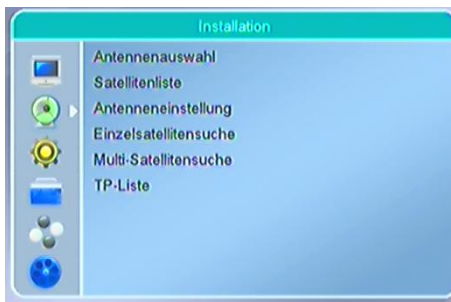 Installation
Antennenauswahl
Satellitenliste
Antenneneinstellung
Einzelsatellitensuche
Multi-Satellitensuche
TP-Liste